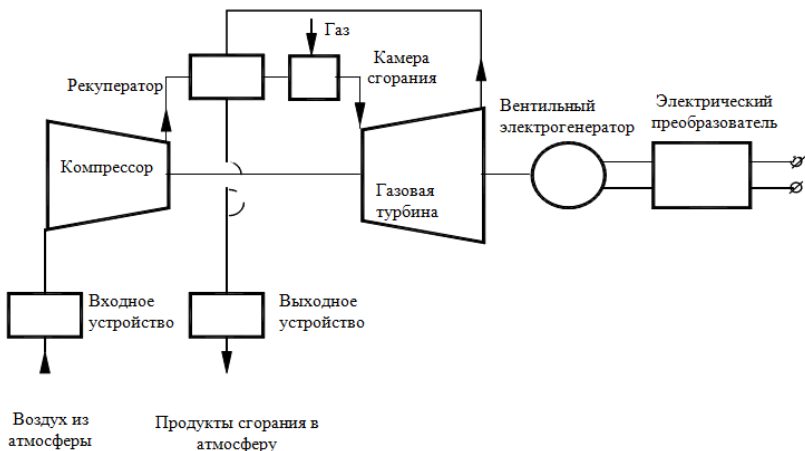 Газ
Камера
сгорания
Рекуператор
Вентильный
электрогенератор
Электрический
преобразователь
Компрессор
Газовая
турбина
Входное
устройство
Выходное
устройство
Воздух из
атмосферы
Продукты сгорания в
атмосферу